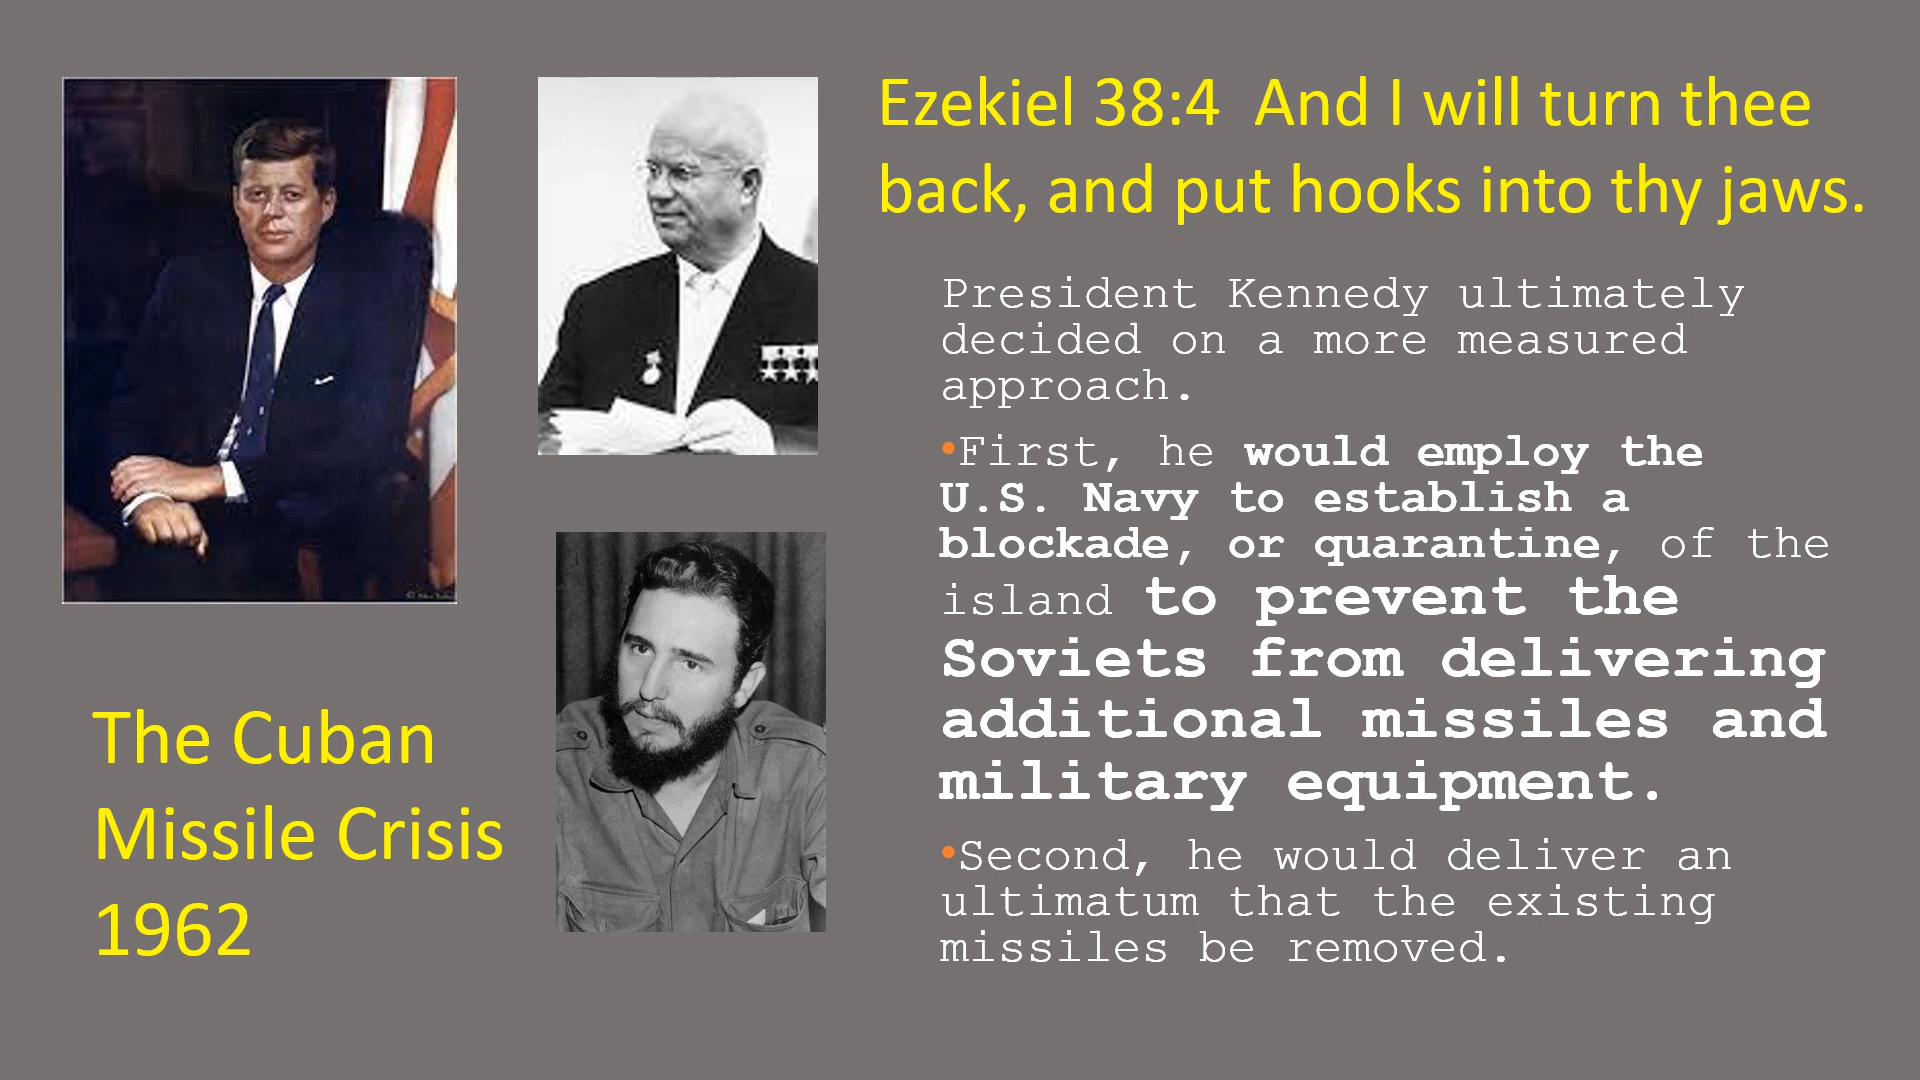 Ezekiel 38:4  And I will turn thee
back, and put hooks into thy jaws.
President Kennedy ultimately
decided on a more measured
approach.
•First, he would employ the
U.S. Navy to establish a
blockade, or quarantine, of the
island to prevent the
Soviets from delivering
additional missiles and
military equipment.
•Second, he would deliver an
ultimatum that the existing
missiles be removed.
The Cuban
Missile Crisis
1962